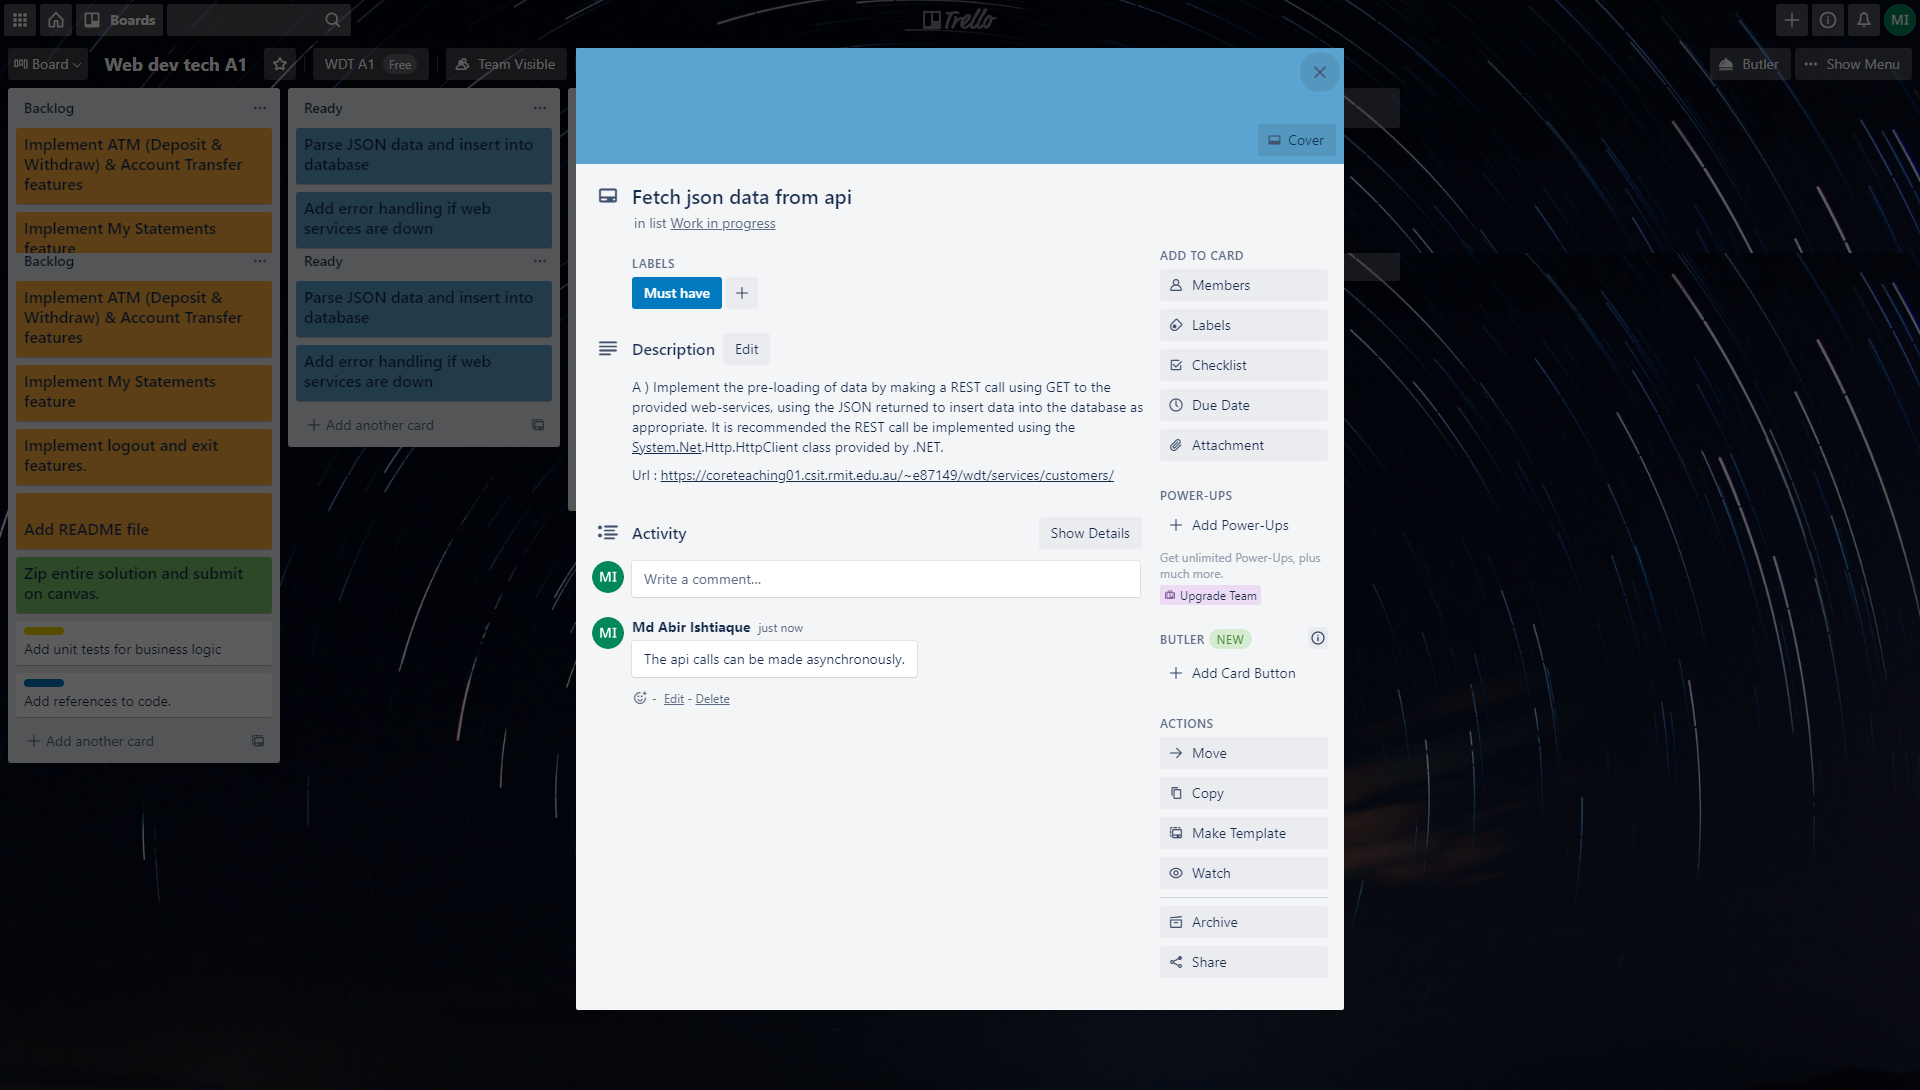 Boards
Trello
MI
Board
Web dev tech A1
WDT A1 Free
Team Visible
Butler
Show Menu
Backlog
Implement ATM (Deposit &
Withdraw) & Account Transfer
features
Implement My Statements
feature
Backlog
Implement ATM (Deposit &
Withdraw) & Account Transfer
features
Implement My Statements
feature
Implement logout and exit
features.
Add README file
Zip entire solution and submit
on canvas.
Add unit tests for business logic
Add references to code.
Add another card
Ready
Parse JSON data and insert into
database
Add error handling if web
services are down
Ready
Parse JSON data and insert into
database
Add error handling if web
services are down
Add another card
Cover
Fetch json data from api
in list Work in progress
LABELS
Must have
Description Edit
A ) Implement the pre-loading of data by making a REST call using GET to the
provided web-services, using the JSON returned to insert data into the database as
appropriate. It is recommended the REST call be implemented using the
System.Net.Http.HttpClient class provided by .NET.
Url : https://coreteaching01.csit.rmit.edu.au/~e87149/wdt/services/customers/
Activity Show Details
MI Write a comment...
MI Md Abir Ishtiaque just now
The api calls can be made asynchronously.
- Edit - Delete
ADD TO CARD
Members
Labels
Checklist
Due Date
Attachment
POWER-UPS
Add Power-Ups
Get unlimited Power-Ups, plus
much more.
Upgrade Team
BUTLER NEW
Add Card Button
ACTIONS
Move
Copy
Make Template
Watch
Archive
Share